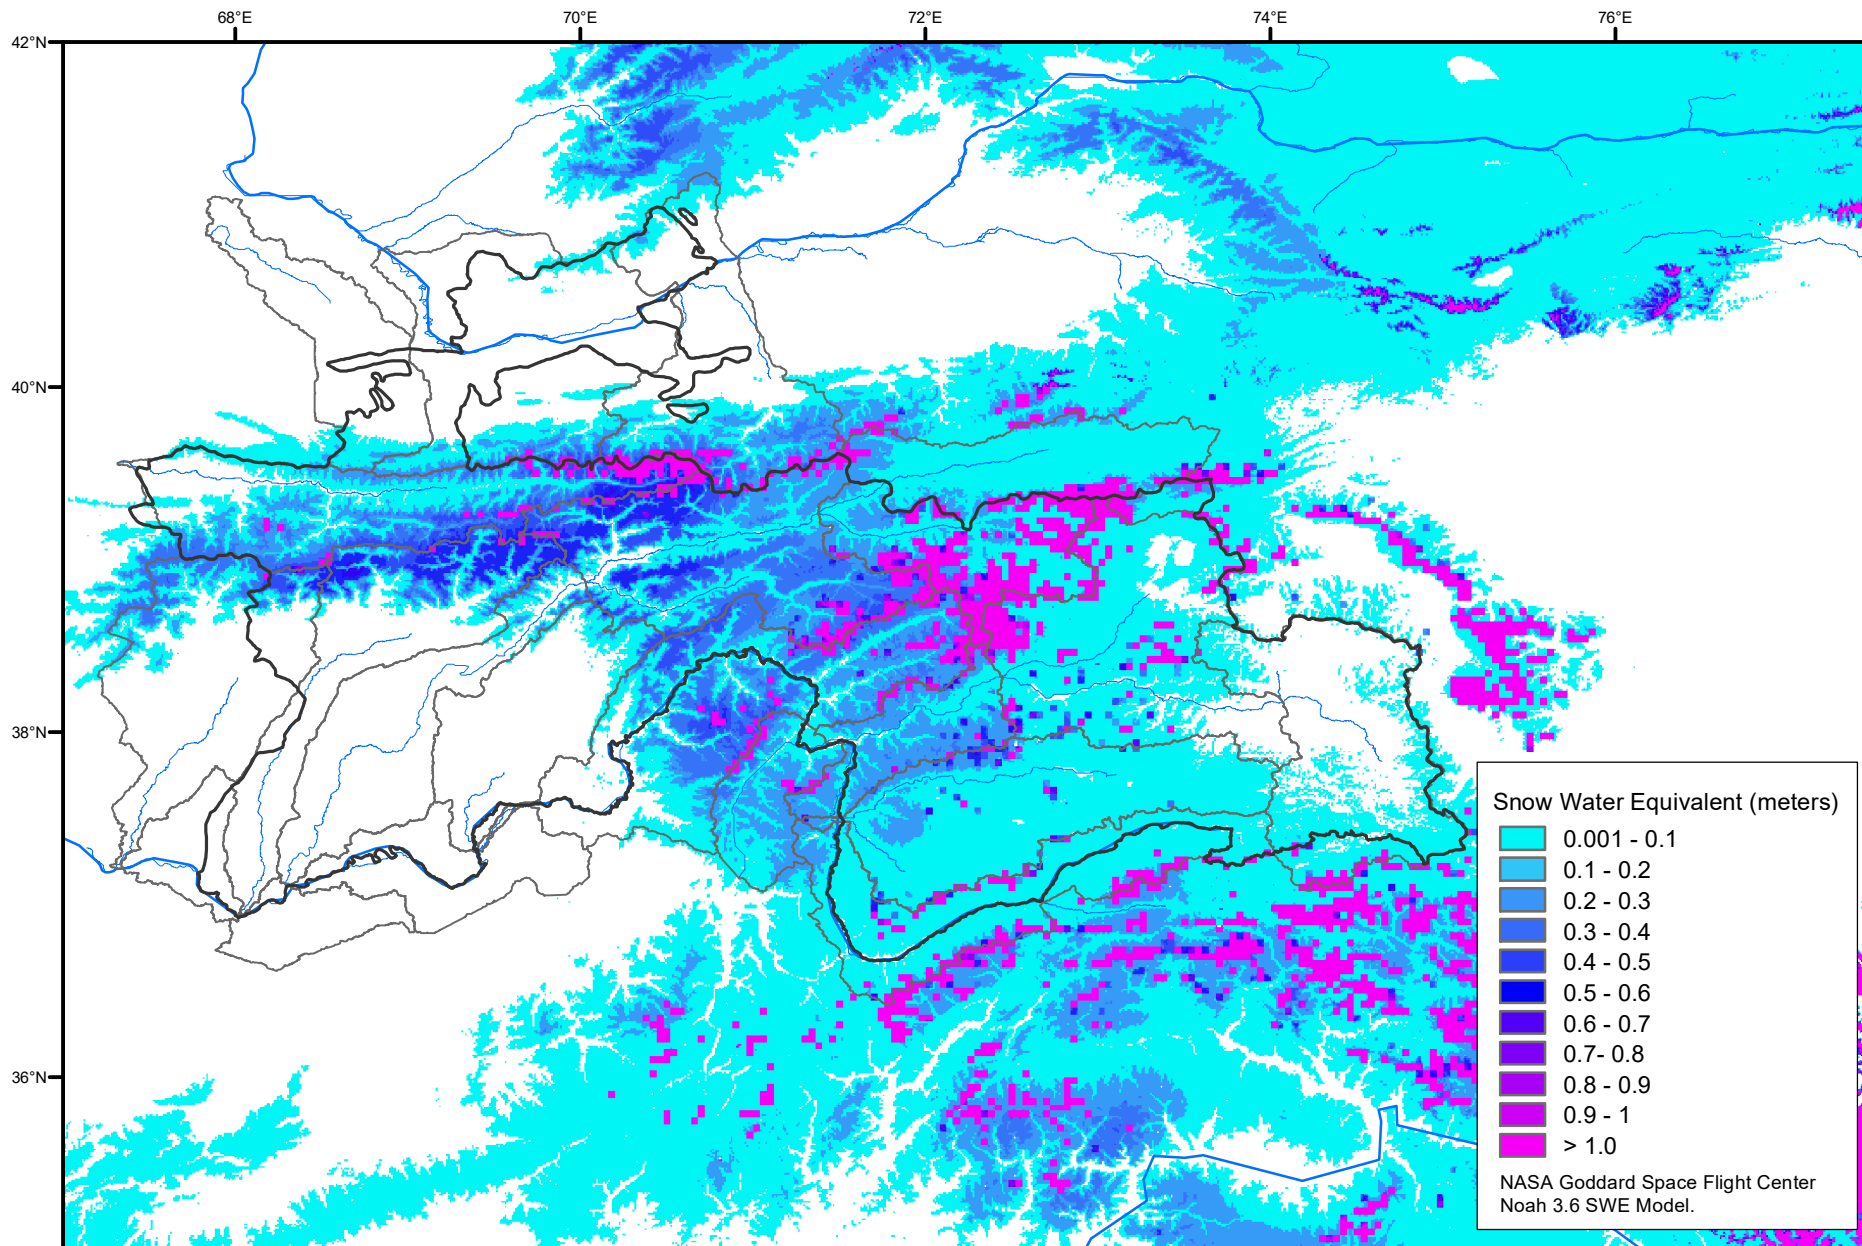 68°E
70°E
72°E
74°E
76°E
42°N
40°N
38°N
36°N
Snow Water Equivalent (meters)
0.001 - 0.1
0.1 - 0.2
0.2 - 0.3
0.3 - 0.4
0.4 - 0.5
0.5 - 0.6
0.6 - 0.7
0.7- 0.8
0.8 - 0.9
0.9 - 1
> 1.0
NASA Goddard Space Flight Center
Noah 3.6 SWE Model.